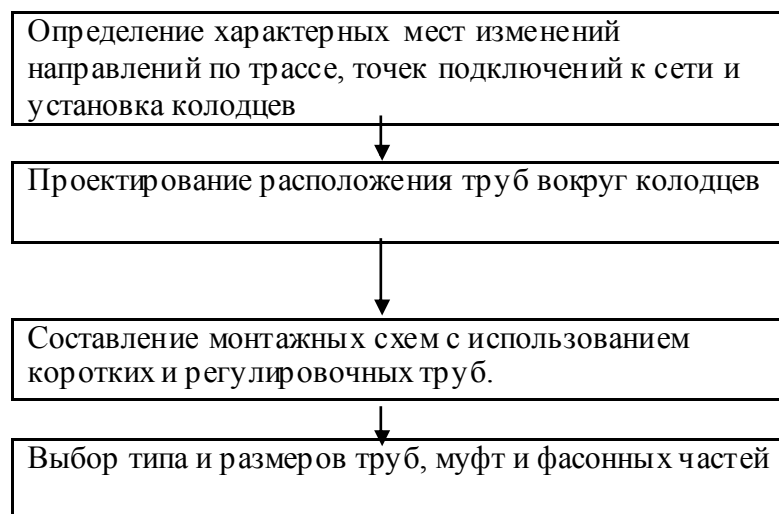 Определение характерных мест изменений
направлений по трассе, точек подключений к сети и
установка колодцев
Проектирование расположения труб вокруг колодцев
Составление монтажных схем с использованием
коротких и регулировочных труб.
Выбор типа и размеров труб, муфт и фасонных частей